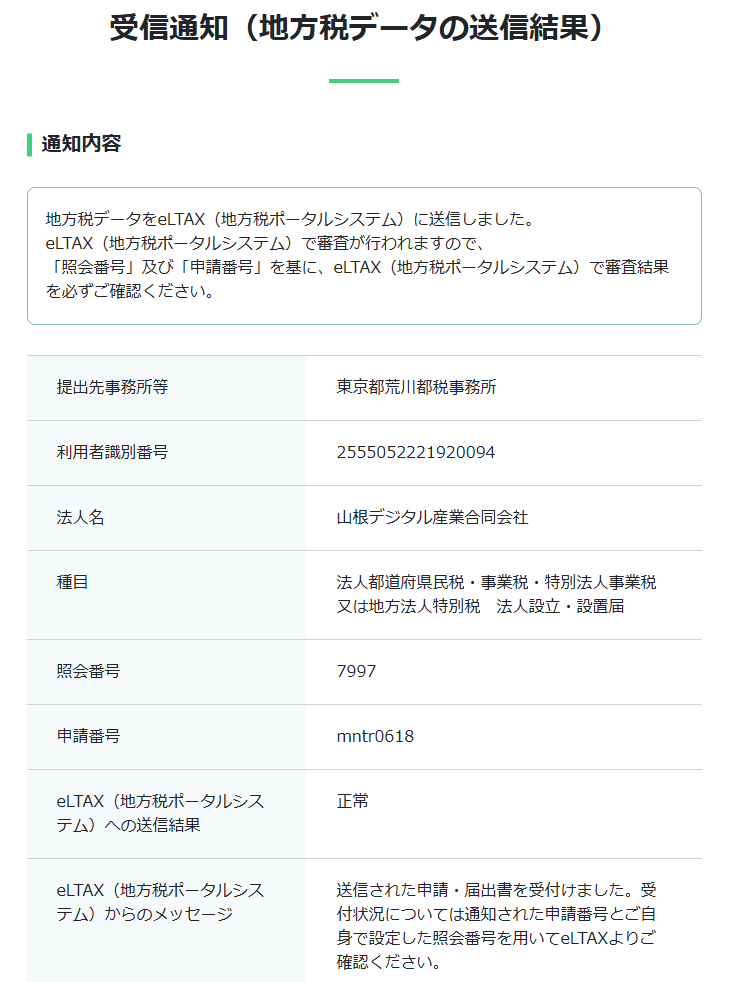 受信通知（地方税データの送信結果）
通知内容
地方税データをeLTAX（地方税ポータルシステム）に送信しました。
eLTAX（地方税ポータルシステム）で審査が行われますので、
「照会番号」及び「申請番号」を基に、eLTAX（地方税ポータルシステム）で審査結果
を必ずご確認ください。
提出先事務所等
東京都荒川都税事務所
利用者識別番号
2555052221920094
法人名
山根デジタル産業合同会社
種目
法人都道府県民税・事業税・特別法人事業税
又は地方法人特別税　法人設立・設置届
照会番号
7997
申請番号
mntr0618
eLTAX（地方税ポータルシス
テム）への送信結果
正常
eLTAX（地方税ポータルシス
テム）からのメッセージ
送信された申請・届出書を受付けました。受
付状況については通知された申請番号とご自
身で設定した照会番号を用いてeLTAXよりご
確認ください。